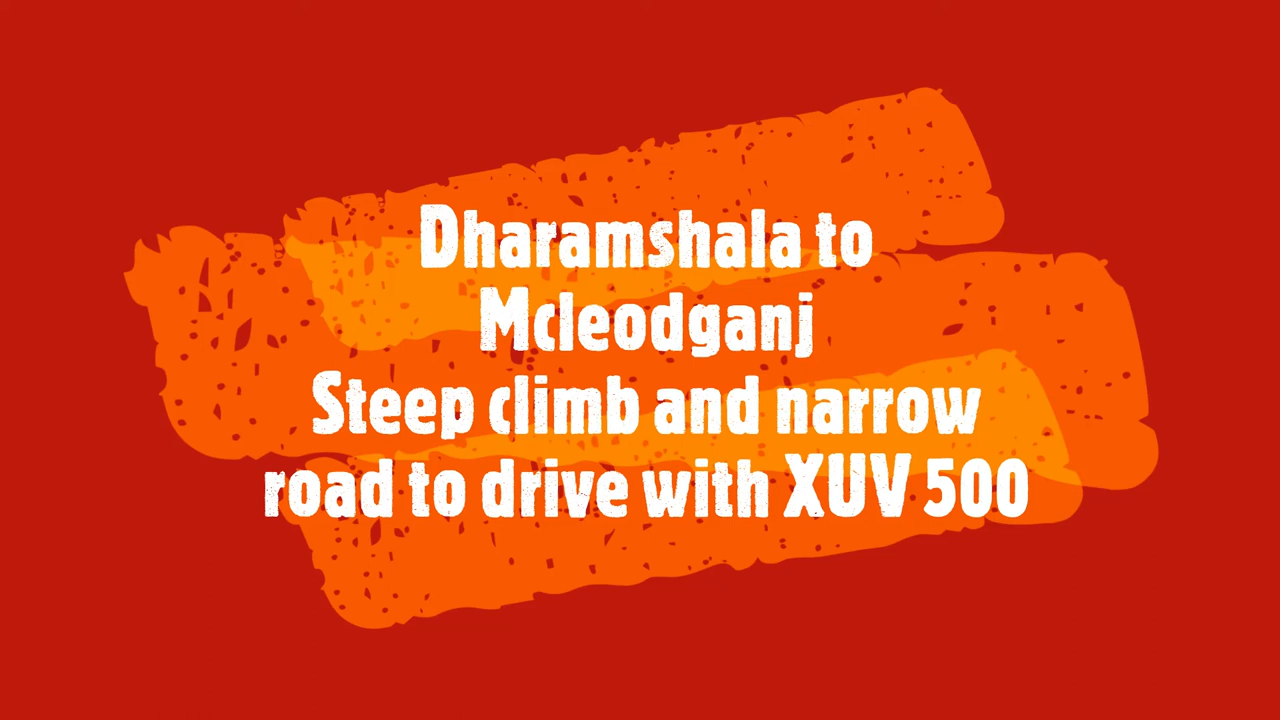 Dharamshala to
Mcleodganj
Steep climb and narrow
road to drive with XUV 500